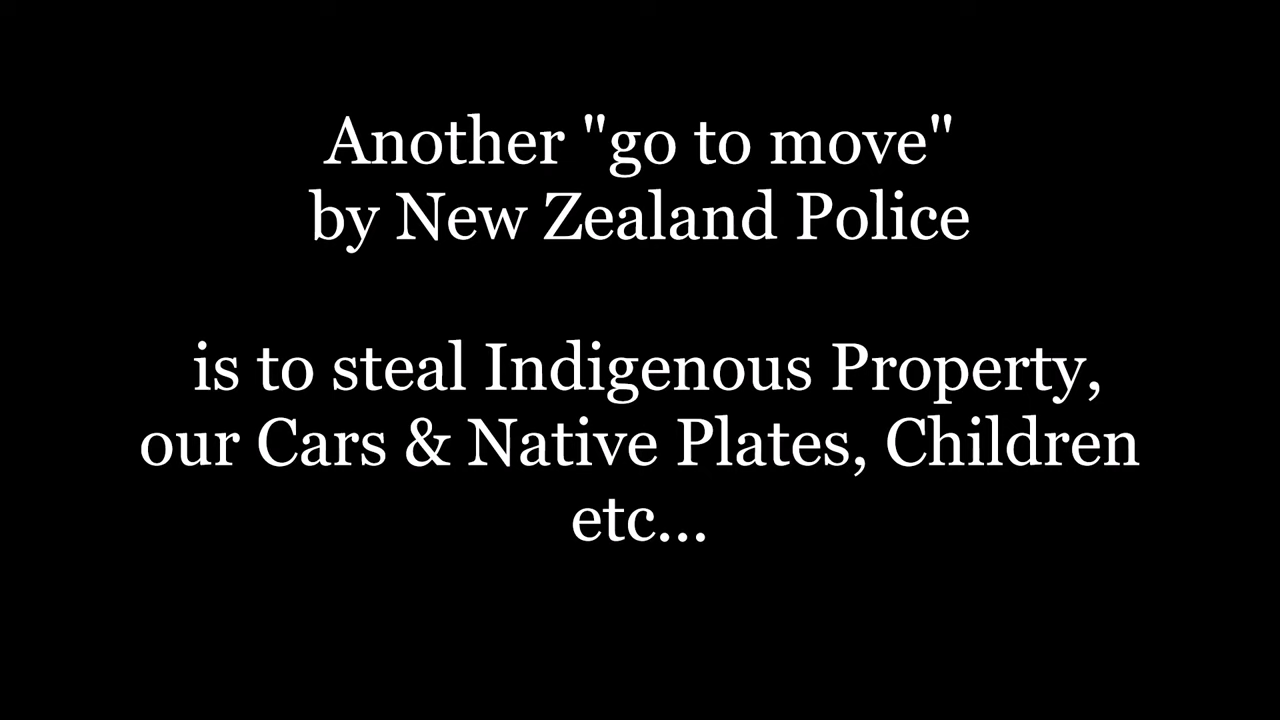 Another "go to move"
by New Zealand Police
is to steal Indigenous Property,
our Cars & Native Plates, Children
etc...